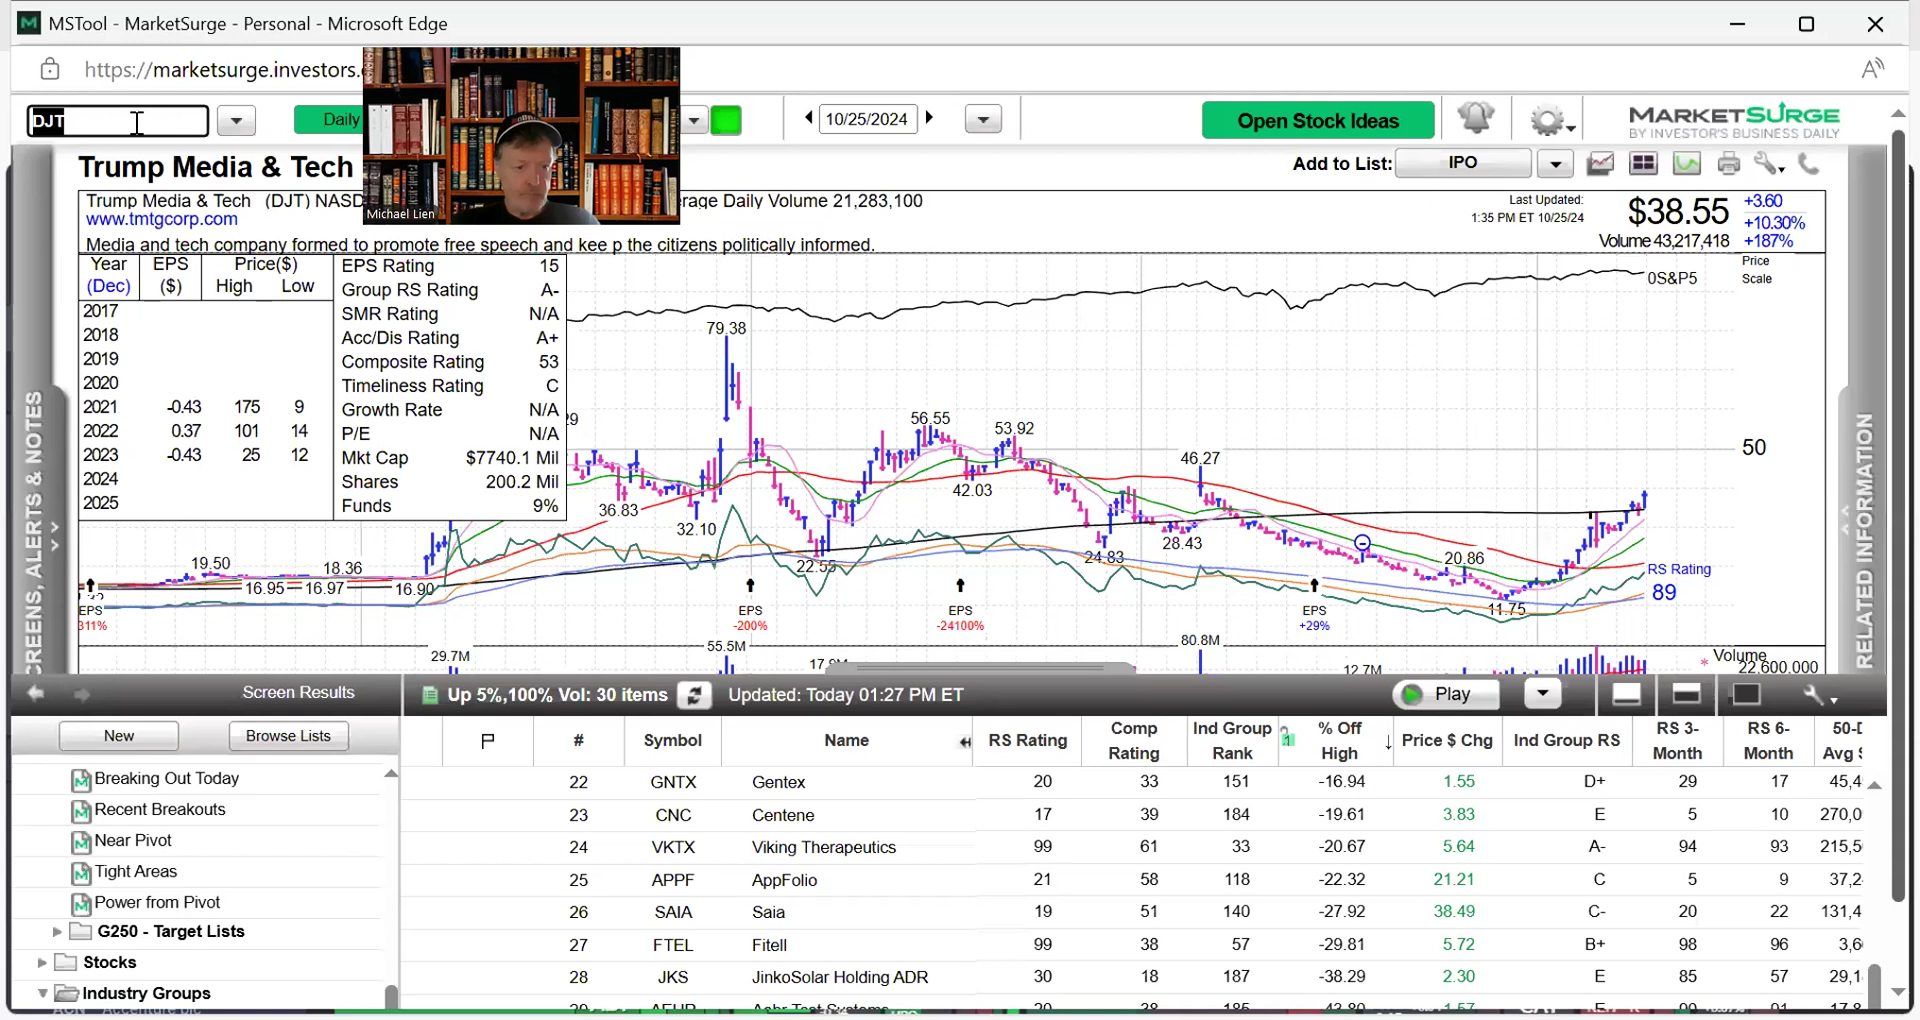 MSTool - MarketSurge - Personal - Microsoft Edge
https://marketsurge.investors.
DJT
Daily
10/25/2024
Open Stock Ideas
MARKETSURGE
BY INVESTOR'S BUSINESS DAILY
Trump Media & Tech
Michael Lien
Add to List:
IPO
Trump Media & Tech (DJT) NASD
erage Daily Volume 21,283,100
www.tmtgcorp.com
Media and tech company formed to promote free speech and kee p the citizens politically informed.
Last Updated:
1:35 PM ET 10/25/24
$38.55
+3.60
+10.30%
Volume 43,217,418
+187%
Year EPS Price($)
(Dec) ($) High Low
2017
2018
2019
2020
2021 -0.43 175 9
2022 0.37 101 14
2023 -0.43 25 12
2024
2025
EPS Rating 15
Group RS Rating A-
SMR Rating N/A
Acc/Dis Rating A+
Composite Rating 53
Timeliness Rating C
Growth Rate N/A
P/E N/A
Mkt Cap $7740.1 Mil
Shares 200.2 Mil
Funds 9%
Price
Scale
0S&P5
79.38
29
56.55
53.92
50
46.27
42.03
36.83
32.10
24.83
28.43
22.55
20.86
19.50
18.36
16.95
16.97
16.90
11.75
RS Rating
89
EPS
311%
EPS
-200%
EPS
-24100%
EPS
+29%
29.7M
55.5M
80.8M
12.7M
Volume
22,600,000
Screen Results
Up 5%,100% Vol: 30 items
Updated: Today 01:27 PM ET
Play
New
Browse Lists
Breaking Out Today
Recent Breakouts
Near Pivot
Tight Areas
Power from Pivot
G250 - Target Lists
Stocks
Industry Groups
# Symbol Name RS Rating Comp Rating Ind Group Rank 1 % Off High Price $ Chg Ind Group RS RS 3-Month RS 6-Month 50-D Avg $
22 GNTX Gentex 20 33 151 -16.94 1.55 D+ 29 17 45,4
23 CNC Centene 17 39 184 -19.61 3.83 E 5 10 270,0
24 VKTX Viking Therapeutics 99 61 33 -20.67 5.64 A- 94 93 215,5
25 APPF AppFolio 21 58 118 -22.32 21.21 C 5 9 37,2
26 SAIA Saia 19 51 140 -27.92 38.49 C- 20 22 131,4
27 FTEL Fitell 99 38 57 -29.81 5.72 B+ 98 96 3,6
28 JKS JinkoSolar Holding ADR 30 18 187 -38.29 2.30 E 85 57 29,1
SCREENS, ALERTS & NOTES
RELATED INFORMATION